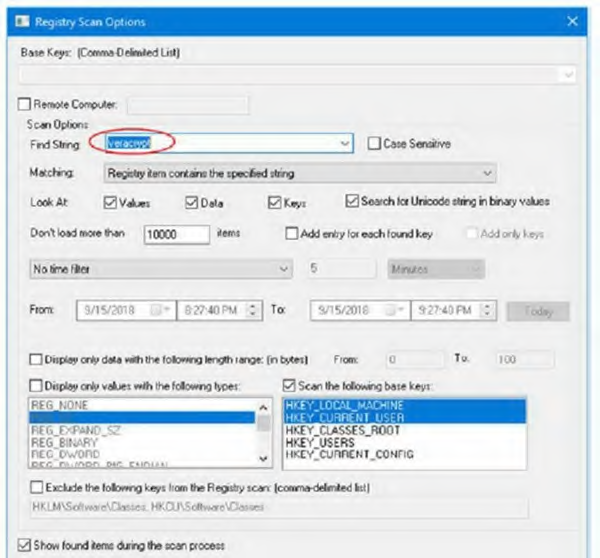 Registry Scan Options
Base Keys: (Comma-Delimited List)
Remote Computer:
Scan Options
Find String: veracrypt Case Sensitive
Matching: Registry item contains the specified string
Look At: Values Data Keys Search for Unicode string in binary values
Don't load more than 10000 items Add entry for each found key Add only keys
No time filter 5 Minutes
From: 9/15/2018 8:27:40 PM To: 9/15/2018 9:27:40 PM Today
Display only data with the following length range: (in bytes) From: 0 To: 100
Display only values with the following types: Scan the following base keys:
REG_NONE HKEY_LOCAL_MACHINE
HKEY_CURRENT_USER
REG_EXPAND_SZ HKEY_CLASSES_ROOT
REG_BINARY HKEY_USERS
REG_DWORD HKEY_CURRENT_CONFIG
REG_DWORD_BIG_ENDIAN
Exclude the following keys from the Registry scan: (comma-delimited list)
HKLM\Software\Classes, HKCU\Software\Classes
Show found items during the scan process